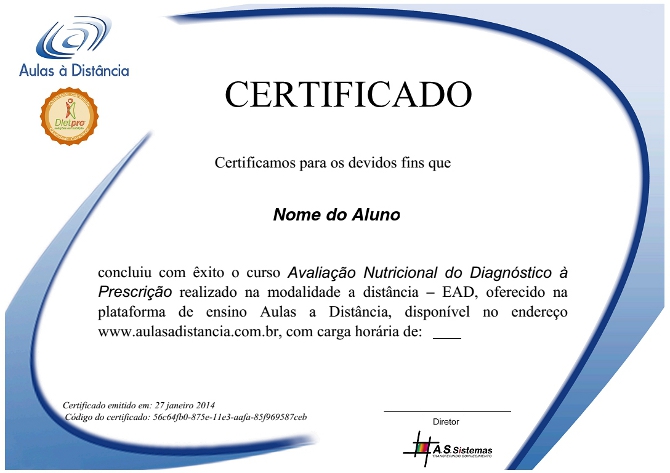 Aulas à Distância
Dietpro
CERTIFICADO
Certificamos para os devidos fins que
Nome do Aluno
concluiu com êxito o curso Avaliação Nutricional do Diagnóstico à
Prescrição realizado na modalidade a distância – EAD, oferecido na
plataforma de ensino Aulas a Distância, disponível no endereço
www.aulasadistancia.com.br, com carga horária de: ___
Certificado emitido em: 27 janeiro 2014
Código do certificado: 56c64fb0-875e-11e3-aafa-85f969587ceb
Diretor
A.S. Sistemas